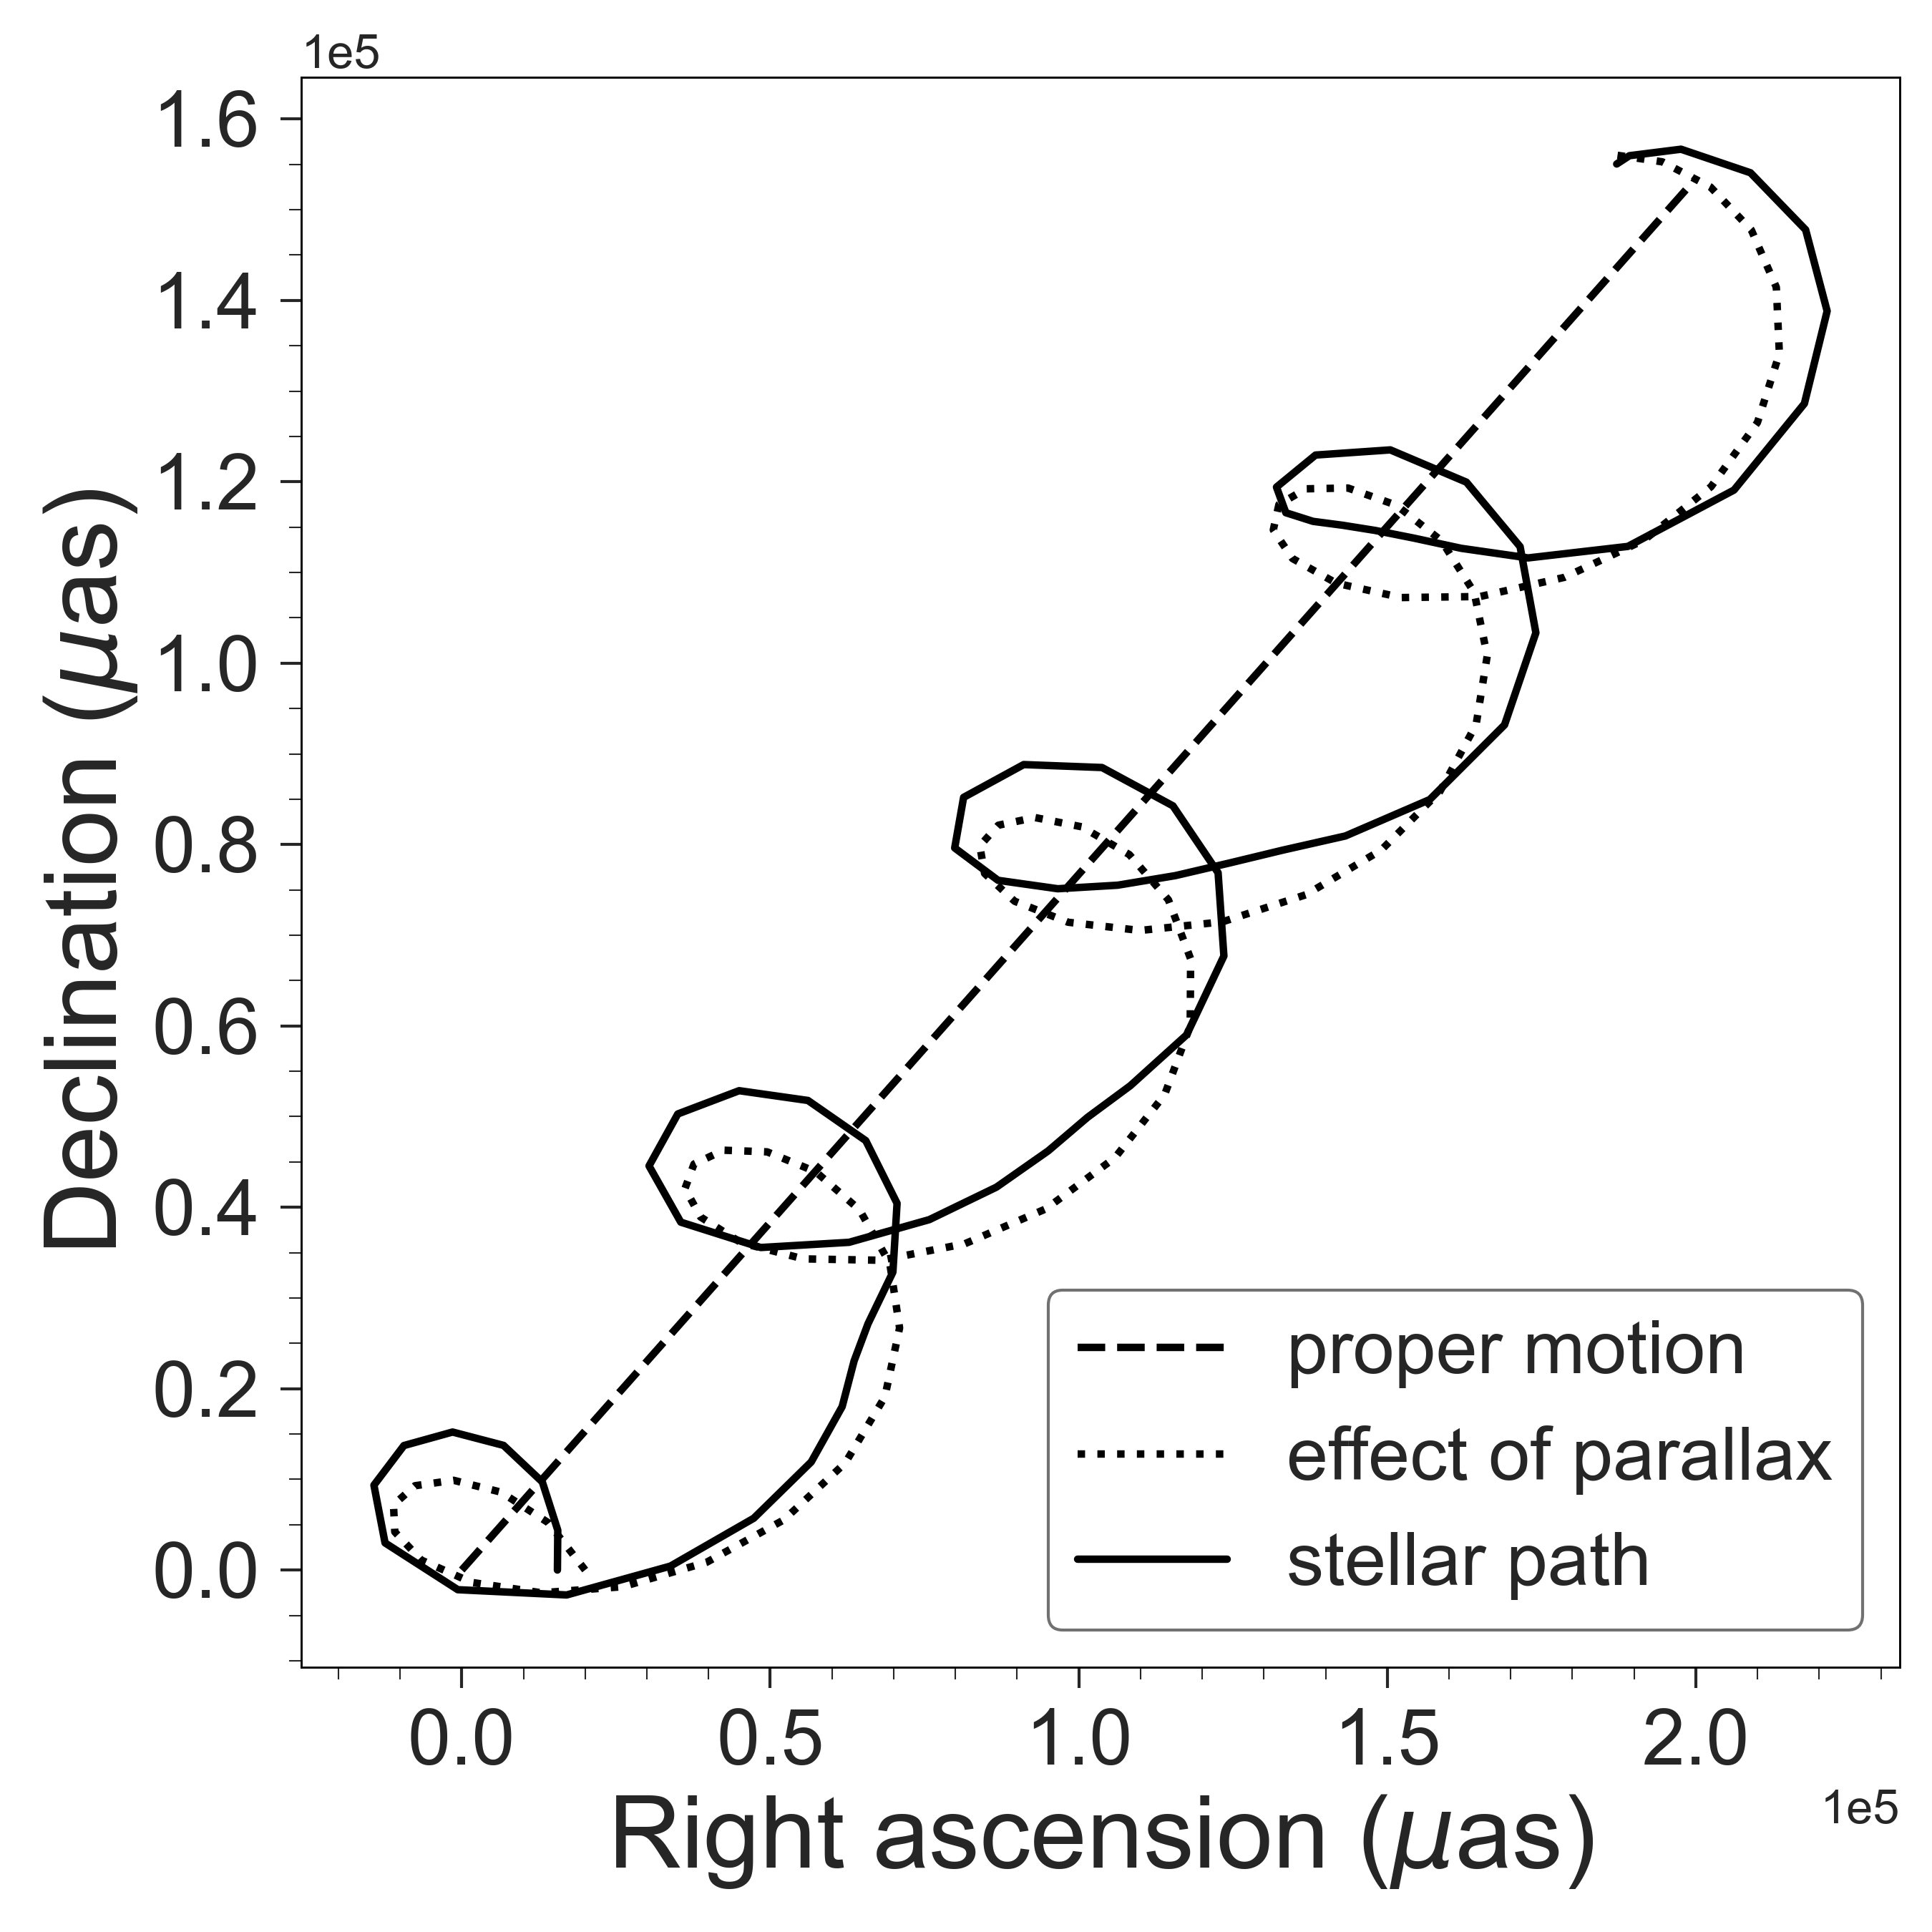 1e5
1.6
1.4
1.2
1.0
0.8
0.6
0.4
0.2
0.0
Declination (μas)
proper motion
effect of parallax
stellar path
0.0 0.5 1.0 1.5 2.0
1e5
Right ascension (μas)